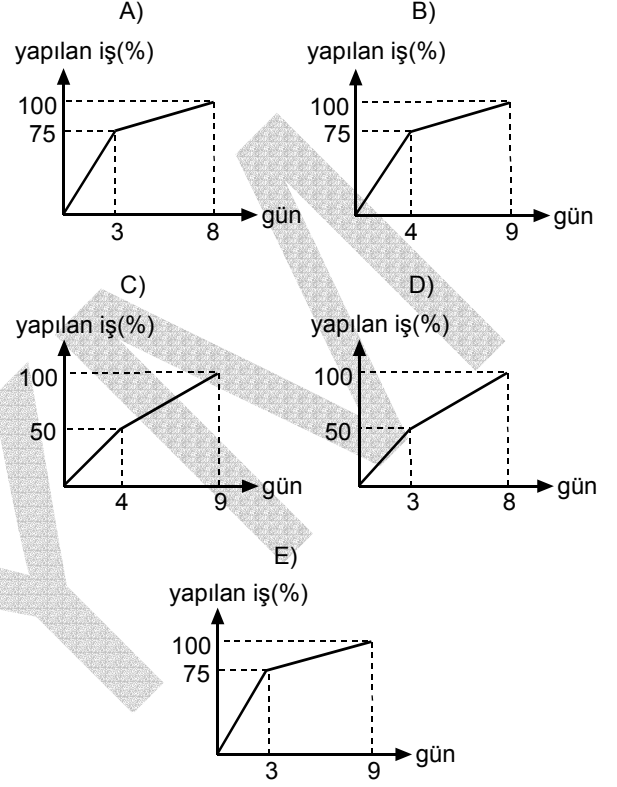 A) B)
yapılan iş(%) yapılan iş(%)
100 100
75 75
gün gün
3 8 4 9
C) D)
yapılan iş(%) yapılan iş(%)
100 100
50 50
gün gün
4 9 3 8
E)
yapılan iş(%)
100
75
gün
3 9